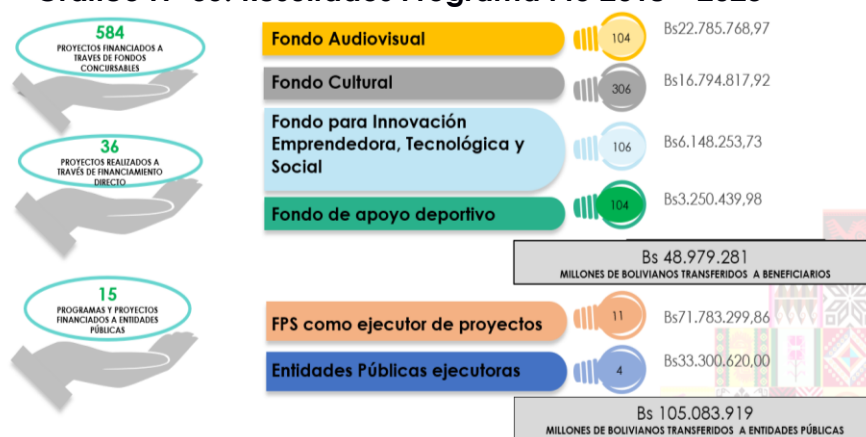 584
PROYECTOS FINANCIADOS A
TRAVES DE FONDOS
CONCURSABLES
Fondo Audiovisual
104
Bs22.785.768,97
Fondo Cultural
306
Bs16.794.817,92
36
PROYECTOS REALIZADOS A
TRAVÉS DE FINANCIAMIENTO
DIRECTO
Fondo para Innovación
Emprendedora, Tecnológica y
Social
106
Bs6.148.253,73
Fondo de apoyo deportivo
104
Bs3.250.439,98
Bs 48.979.281
MILLONES DE BOLIVIANOS TRANSFERIDOS A BENEFICIARIOS
15
PROGRAMAS Y PROYECTOS
FINANCIADOS A ENTIDADES
PÚBLICAS
FPS como ejecutor de proyectos
11
Bs71.783.299,86
Entidades Públicas ejecutoras
4
Bs33.300.620,00
Bs 105.083.919
MILLONES DE BOLIVIANOS TRANSFERIDOS A ENTIDADES PÚBLICAS